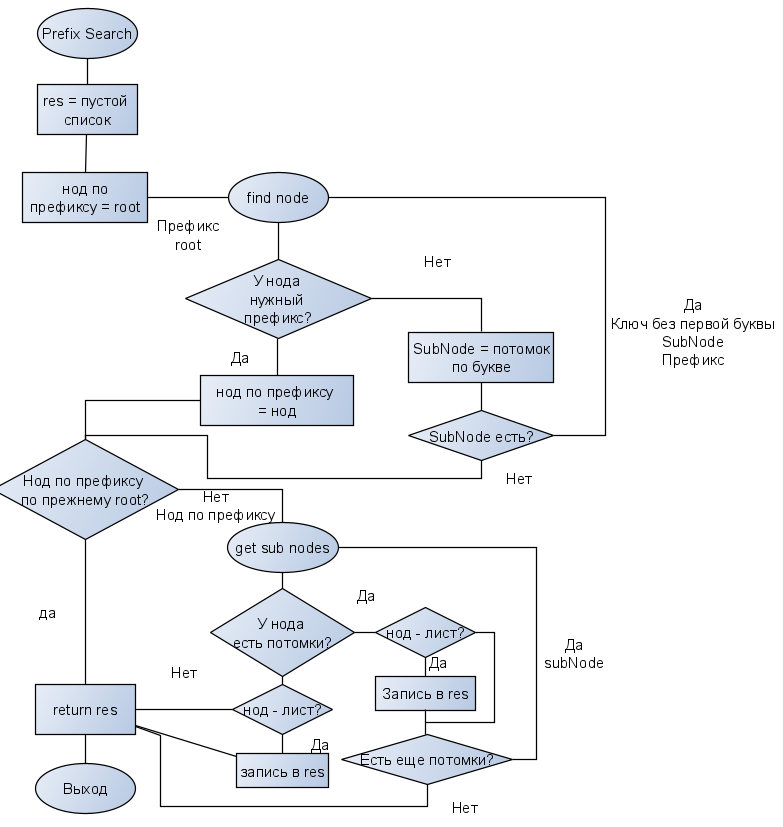 Prefix Search
res = пустой
список
нод по
префиксу = root
Префикс
root
find node
У нода
нужный
префикс?
Нет
Да
SubNode = потомок
по букве
Да
Ключ без первой буквы
SubNode
Префикс
нод по префиксу
= нод
SubNode есть?
Нет
Нод по префиксу
по прежнему root?
Нет
Нод по префиксу
get sub nodes
да
У нода
есть потомки?
Да
нод - лист?
Да
Запись в res
Да
subNode
Нет
return res
нод - лист?
Да
запись в res
Есть еще потомки?
Нет
Выход